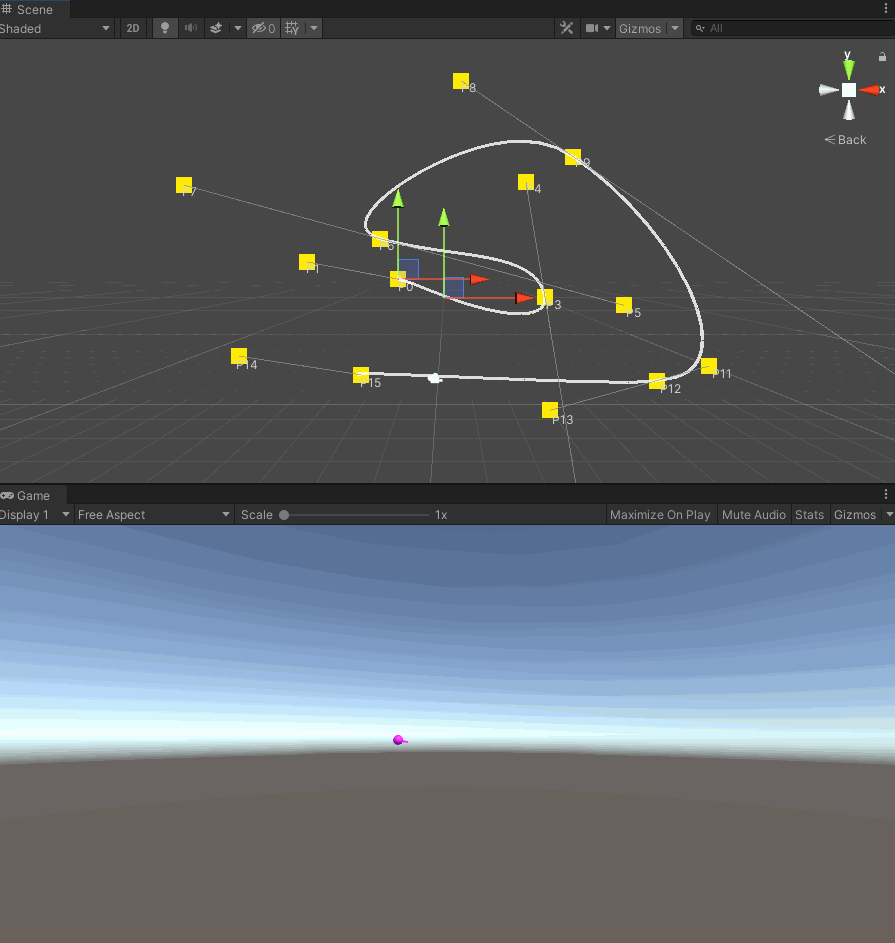 Scene
Shaded
2D
0
Gizmos
All
y
x
Back
P8
P9
P4
P7
P6
P1
P0
P3
P5
P14
P15
P12
P11
P13
Game
Display 1
Free Aspect
Scale
1x
Maximize On Play
Mute Audio
Stats
Gizmos